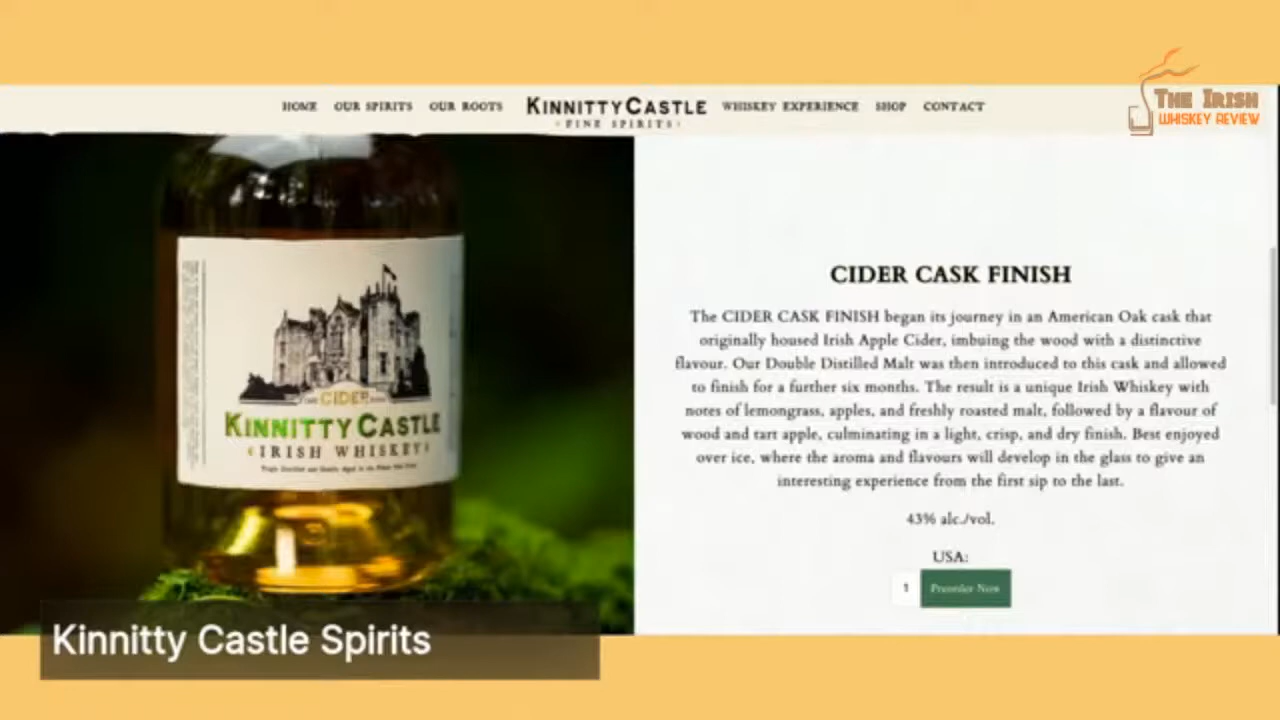 HOME OUR SPIRITS OUR ROOTS KINNITTY CASTLE WHISKEY EXPERIENCE SHOP CONTACT
FINE SPIRITS
THE IRISH
WHISKEY REVIEW
CIDER
KINNITTY CASTLE
IRISH WHISKEY
CIDER CASK FINISH
The CIDER CASK FINISH began its journey in an American Oak cask that
originally housed Irish Apple Cider, imbuing the wood with a distinctive
flavour. Our Double Distilled Malt was then introduced to this cask and allowed
to finish for a further six months. The result is a unique Irish Whiskey with
notes of lemongrass, apples, and freshly roasted malt, followed by a flavour of
wood and tart apple, culminating in a light, crisp, and dry finish. Best enjoyed
over ice, where the aroma and flavours will develop in the glass to give an
interesting experience from the first sip to the last.
43% alc./vol.
USA:
1 Preorder Now
Kinnitty Castle Spirits